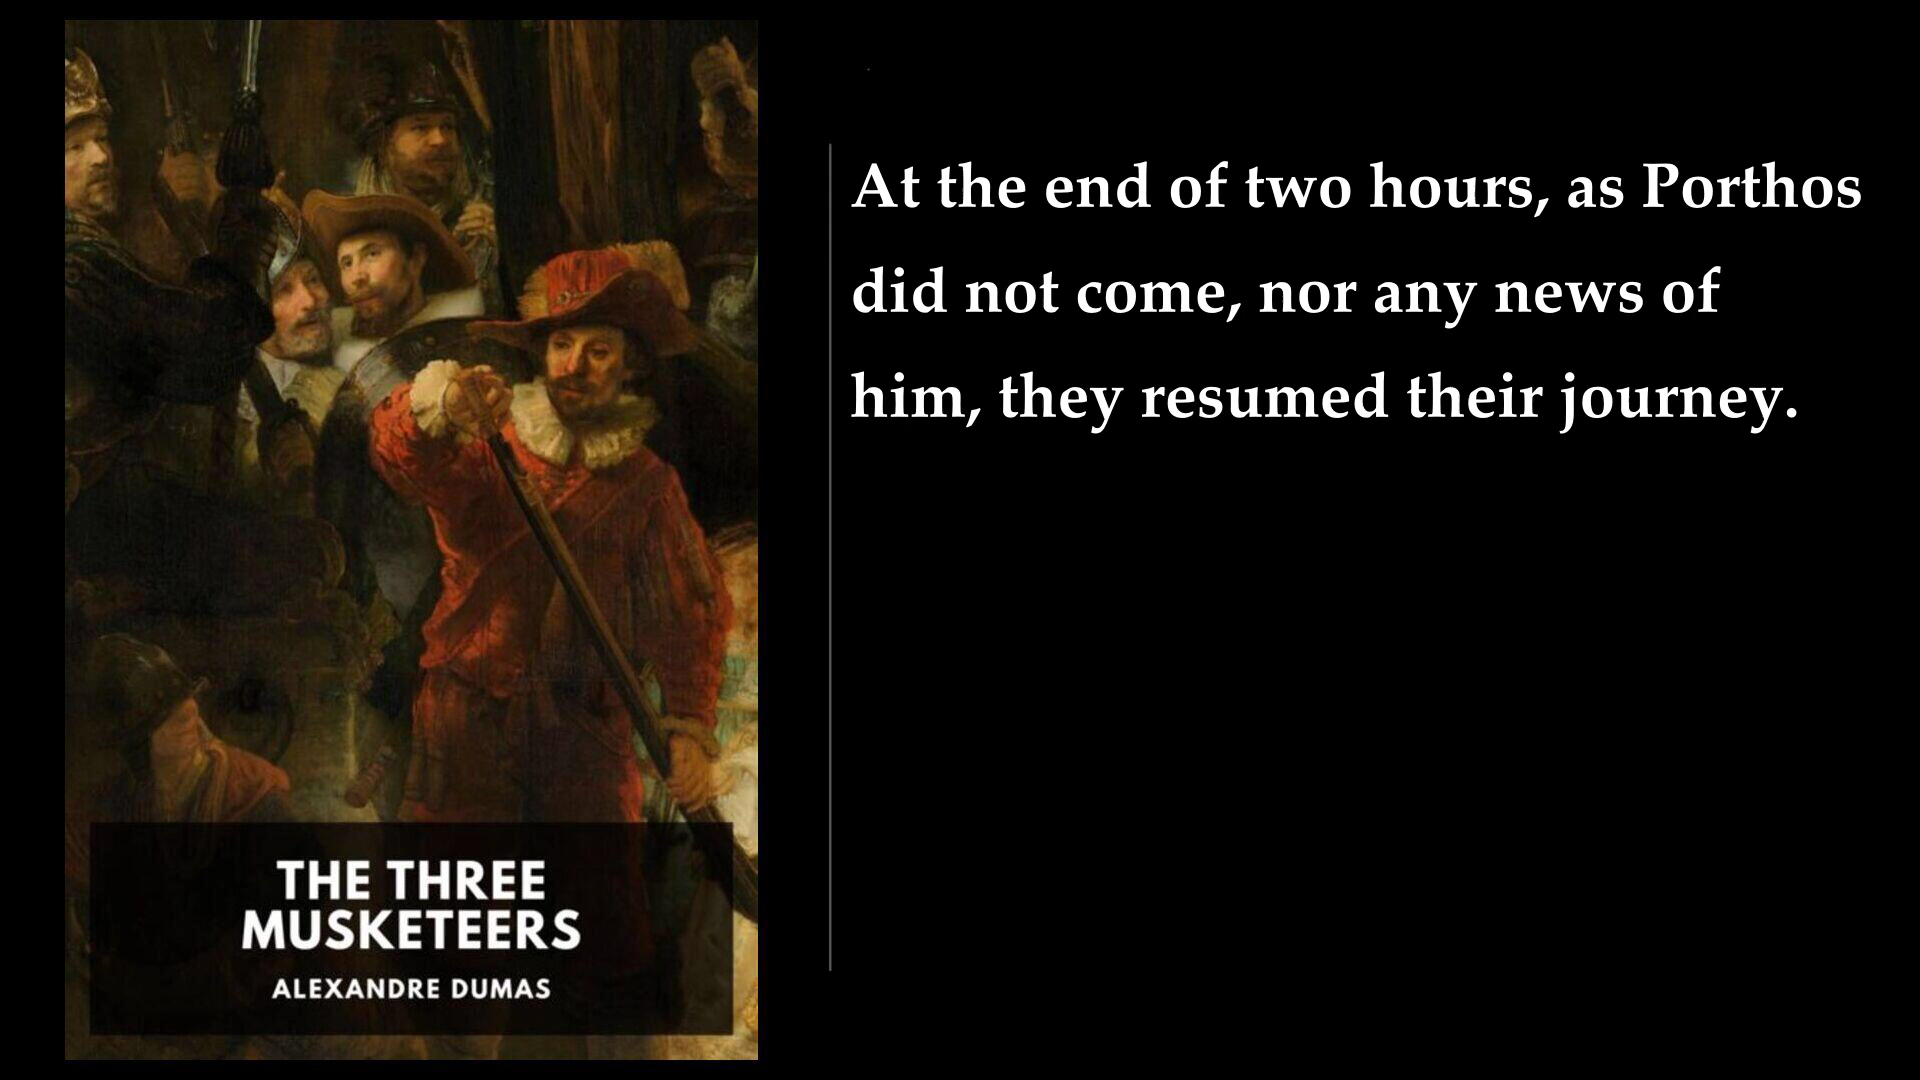 At the end of two hours, as Porthos
did not come, nor any news of
him, they resumed their journey.
THE THREE
MUSKETEERS
ALEXANDRE DUMAS